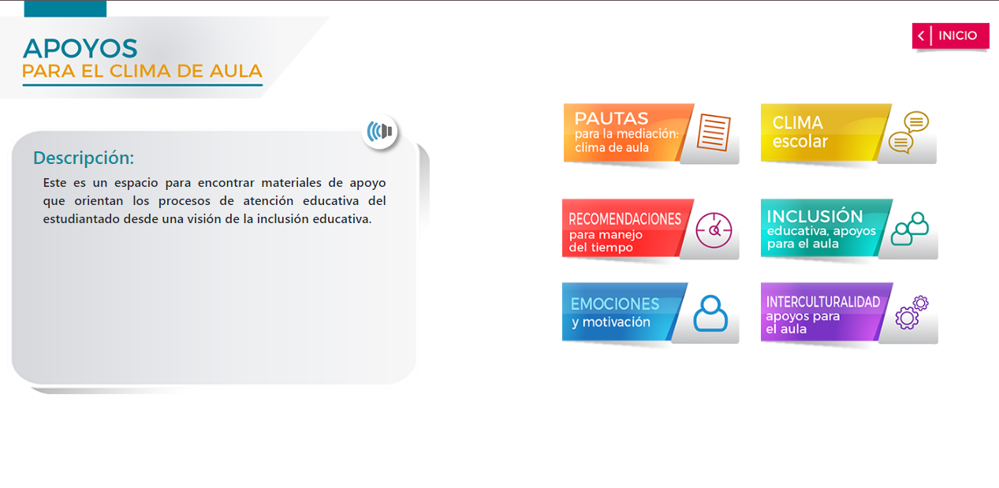 APOYOS
PARA EL CLIMA DE AULA
INICIO
Descripción:
Este es un espacio para encontrar materiales de apoyo
que orientan los procesos de atención educativa del
estudiantado desde una visión de la inclusión educativa.
PAUTAS
para la mediación:
clima de aula
CLIMA
escolar
RECOMENDACIONES
para manejo
del tiempo
INCLUSIÓN
educativa, apoyos
para el aula
EMOCIONES
y motivación
INTERCULTURALIDAD
apoyos para
el aula